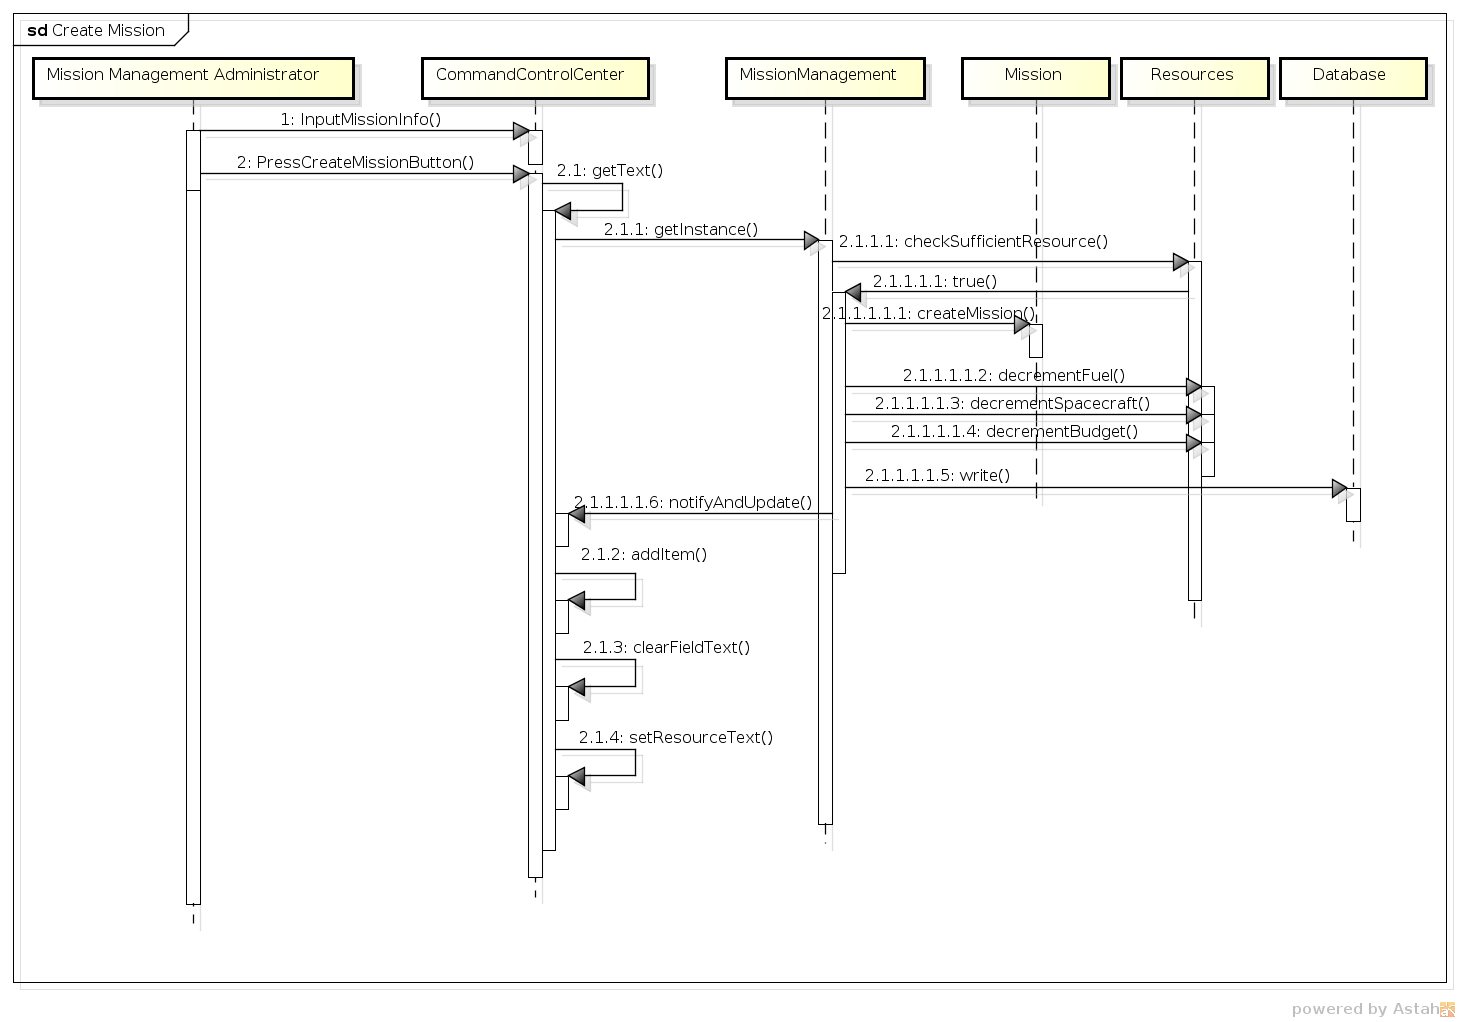 sd Create Mission
Mission Management Administrator
CommandControlCenter
MissionManagement
Mission
Resources
Database
1: InputMissionInfo()
2: PressCreateMissionButton()
2.1: getText()
2.1.1: getInstance()
2.1.1.1: checkSufficientResource()
2.1.1.1.1: true()
2.1.1.1.1.1: createMission()
2.1.1.1.1.2: decrementFuel()
2.1.1.1.1.3: decrementSpacecraft()
2.1.1.1.1.4: decrementBudget()
2.1.1.1.1.5: write()
2.1.1.1.1.6: notifyAndUpdate()
2.1.2: addItem()
2.1.3: clearFieldText()
2.1.4: setResourceText()
powered by Astah